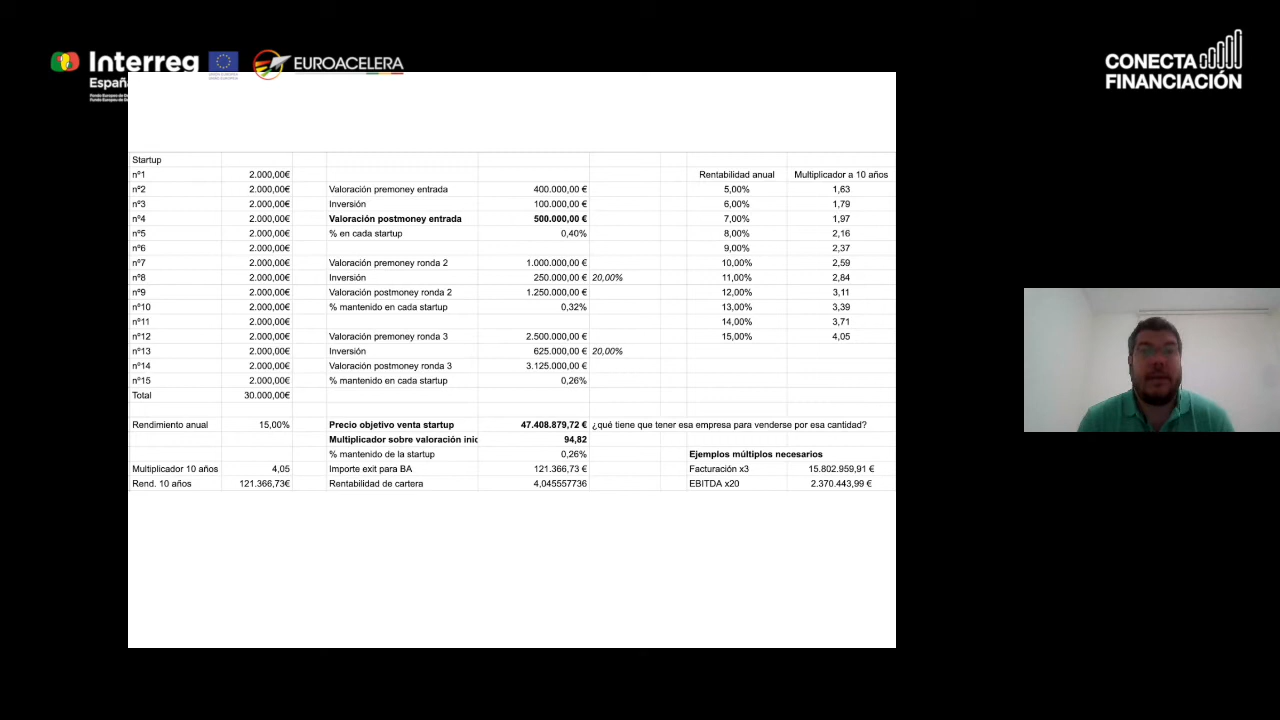 Interreg
España
EUROACELERA
CONECTA
FINANCIACIÓN
Startup
nº1 2.000,00€ Rentabilidad anual Multiplicador a 10 años
nº2 2.000,00€ Valoración premoney entrada 400.000,00 € 5,00% 1,63
nº3 2.000,00€ Inversión 100.000,00 € 6,00% 1,79
nº4 2.000,00€ Valoración postmoney entrada 500.000,00 € 7,00% 1,97
nº5 2.000,00€ % en cada startup 0,40% 8,00% 2,16
nº6 2.000,00€ 9,00% 2,37
nº7 2.000,00€ Valoración premoney ronda 2 1.000.000,00 € 10,00% 2,59
nº8 2.000,00€ Inversión 250.000,00 € 20,00% 11,00% 2,84
nº9 2.000,00€ Valoración postmoney ronda 2 1.250.000,00 € 12,00% 3,11
nº10 2.000,00€ % mantenido en cada startup 0,32% 13,00% 3,39
nº11 2.000,00€ 14,00% 3,71
nº12 2.000,00€ Valoración premoney ronda 3 2.500.000,00 € 15,00% 4,05
nº13 2.000,00€ Inversión 625.000,00 € 20,00%
nº14 2.000,00€ Valoración postmoney ronda 3 3.125.000,00 €
nº15 2.000,00€ % mantenido en cada startup 0,26%
Total 30.000,00€
Rendimiento anual 15,00% Precio objetivo venta startup 47.408.879,72 € ¿qué tiene que tener esa empresa para venderse por esa cantidad?
Multiplicador sobre valoración inic 94,82
% mantenido de la startup 0,26% Ejemplos múltiplos necesarios
Multiplicador 10 años 4,05 Importe exit para BA 121.366,73 € Facturación x3 15.802.959,91 €
Rend. 10 años 121.366,73€ Rentabilidad de cartera 4,045557736 EBITDA x20 2.370.443,99 €